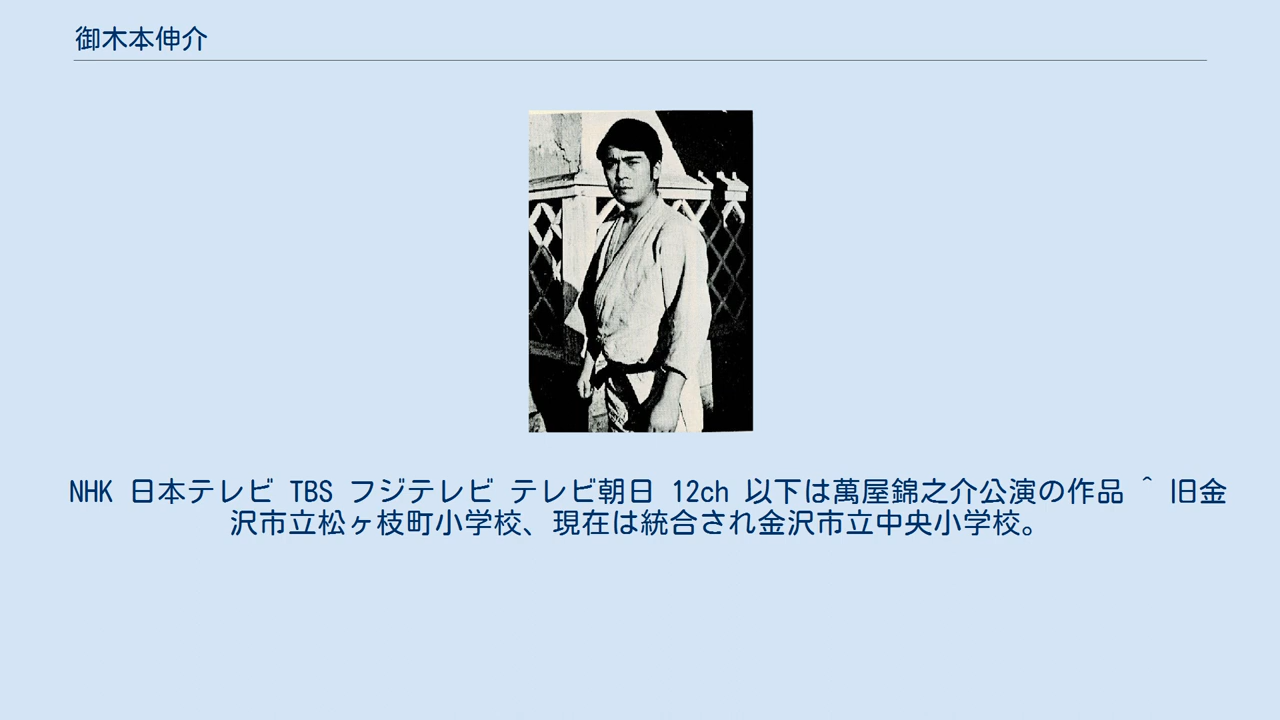 御木本伸介
NHK 日本テレビ TBS フジテレビ テレビ朝日 12ch 以下は萬屋錦之介公演の作品 ^ 旧金
沢市立松ヶ枝町小学校、現在は統合され金沢市立中央小学校。